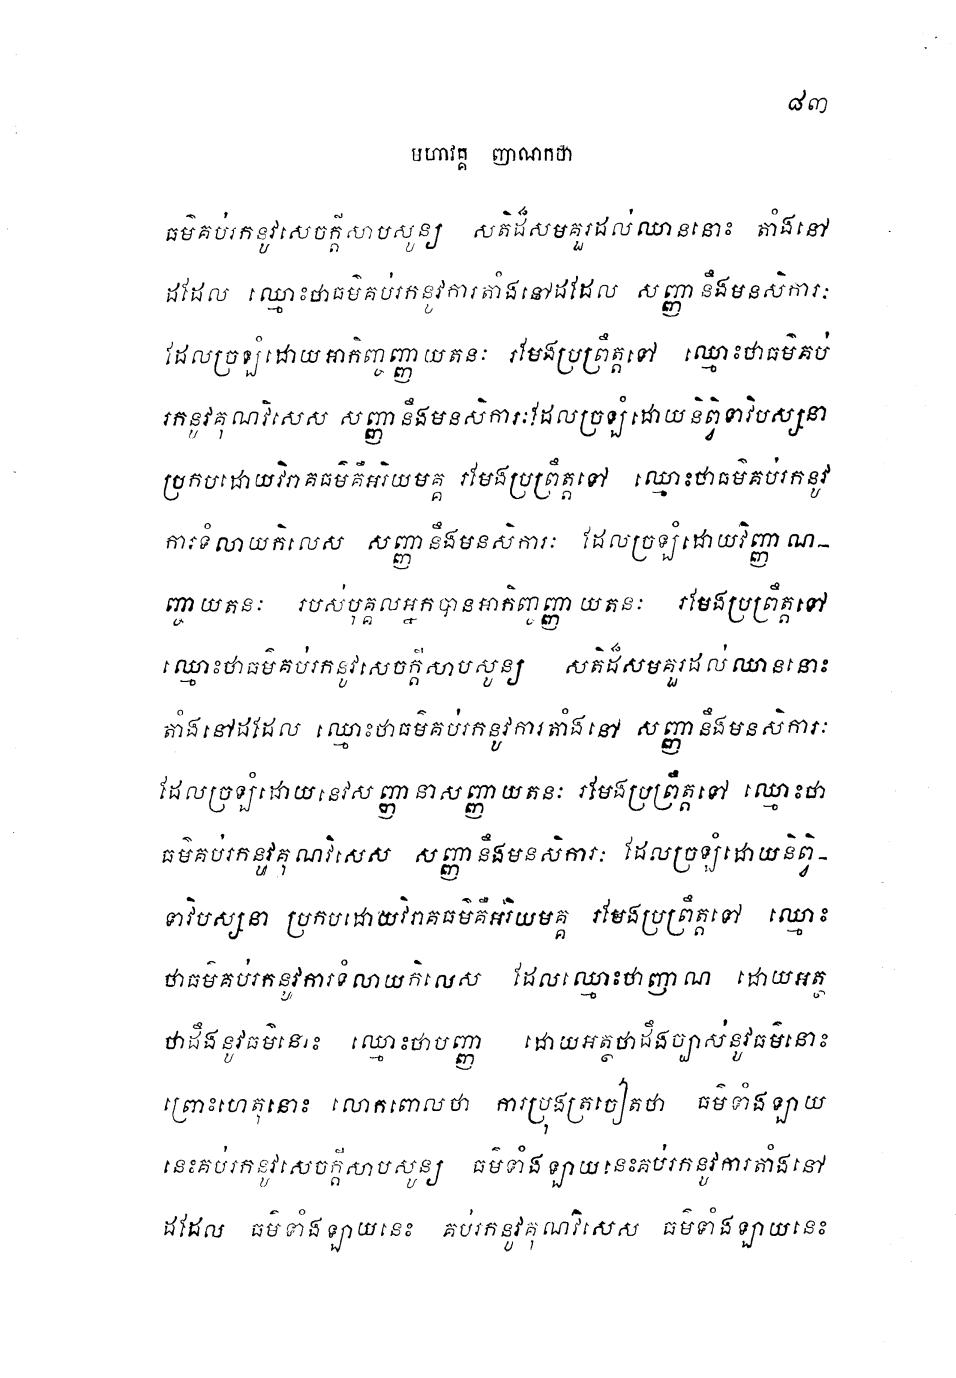 ៨៣
មហាវគ្គ ញាណកថា
ធម៌គប់រកនូវសេចក្តីសាបសូន្យ សតិដ៏សមគួរដល់ឈាននោះ តាំងនៅ
ដដែល ឈ្មោះថាធម៌គប់រកនូវការតាំងនៅដដែល សញ្ញានឹងមនសិការៈ
ដែលច្រឡំដោយអាកិញ្ចញ្ញាយតនៈ រមែងប្រព្រឹត្តទៅ ឈ្មោះថាធម៌គប់
រកនូវគុណវិសេស សញ្ញានឹងមនសិការៈដែលច្រឡំដោយនិព្វិទាវិបស្សនា
ប្រកបដោយវិរាគធម៌គឺអរិយមគ្គ រមែងប្រព្រឹត្តទៅ ឈ្មោះថាធម៌គប់រកនូវ
ការទំលាយកិលេស សញ្ញានឹងមនសិការៈ ដែលច្រឡំដោយវិញ្ញាណ-
ញ្ចាយតនៈ របស់បុគ្គលអ្នកបានអាកិញ្ចញ្ញាយតនៈ រមែងប្រព្រឹត្តទៅ
ឈ្មោះថាធម៌គប់រកនូវសេចក្តីសាបសូន្យ សតិដ៏សមគួរដល់ឈាននោះ
តាំងនៅដដែល ឈ្មោះថាធម៌គប់រកនូវការតាំងនៅ សញ្ញានឹងមនសិការៈ
ដែលច្រឡំដោយនេវសញ្ញានាសញ្ញាយតនៈ រមែងប្រព្រឹត្តទៅ ឈ្មោះថា
ធម៌គប់រកនូវគុណវិសេស សញ្ញានឹងមនសិការៈ ដែលច្រឡំដោយនិព្វិ-
ទាវិបស្សនា ប្រកបដោយវិរាគធម៌គឺអរិយមគ្គ រមែងប្រព្រឹត្តទៅ ឈ្មោះ
ថាធម៌គប់រកនូវការទំលាយកិលេស ដែលឈ្មោះថាញាណ ដោយអត្ថ
ថាដឹងនូវធម៌នោះ ឈ្មោះថាបញ្ញា ដោយអត្ថថាដឹងច្បាស់នូវធម៌នោះ
ព្រោះហេតុនោះ លោកពោលថា ការប្រុងត្រចៀតថា ធម៌ទាំងឡាយ
នេះគប់រកនូវសេចក្តីសាបសូន្យ ធម៌ទាំងឡាយនេះគប់រកនូវការតាំងនៅ
ដដែល ធម៌ទាំងឡាយនេះ គប់រកនូវគុណវិសេស ធម៌ទាំងឡាយនេះ